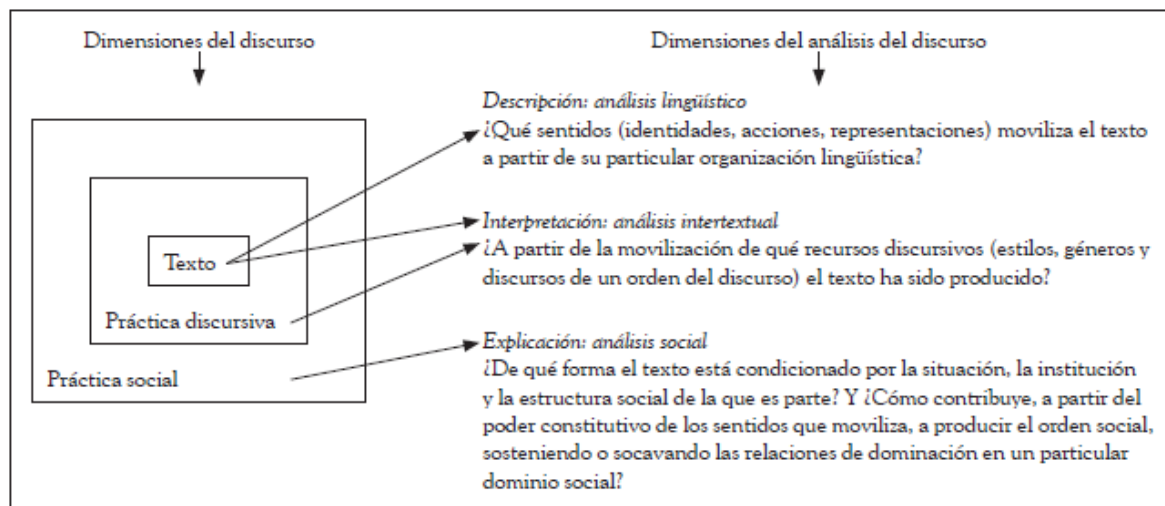 Dimensiones del discurso
Dimensiones del análisis del discurso
Descripción: análisis lingüístico
¿Qué sentidos (identidades, acciones, representaciones) moviliza el texto
a partir de su particular organización lingüística?
Interpretación: análisis intertextual
¿A partir de la movilización de qué recursos discursivos (estilos, géneros y
discursos de un orden del discurso) el texto ha sido producido?
Texto
Práctica discursiva
Práctica social
Explicación: análisis social
¿De qué forma el texto está condicionado por la situación, la institución
y la estructura social de la que es parte? Y ¿Cómo contribuye, a partir del
poder constitutivo de los sentidos que moviliza, a producir el orden social,
sosteniendo o socavando las relaciones de dominación en un particular
dominio social?